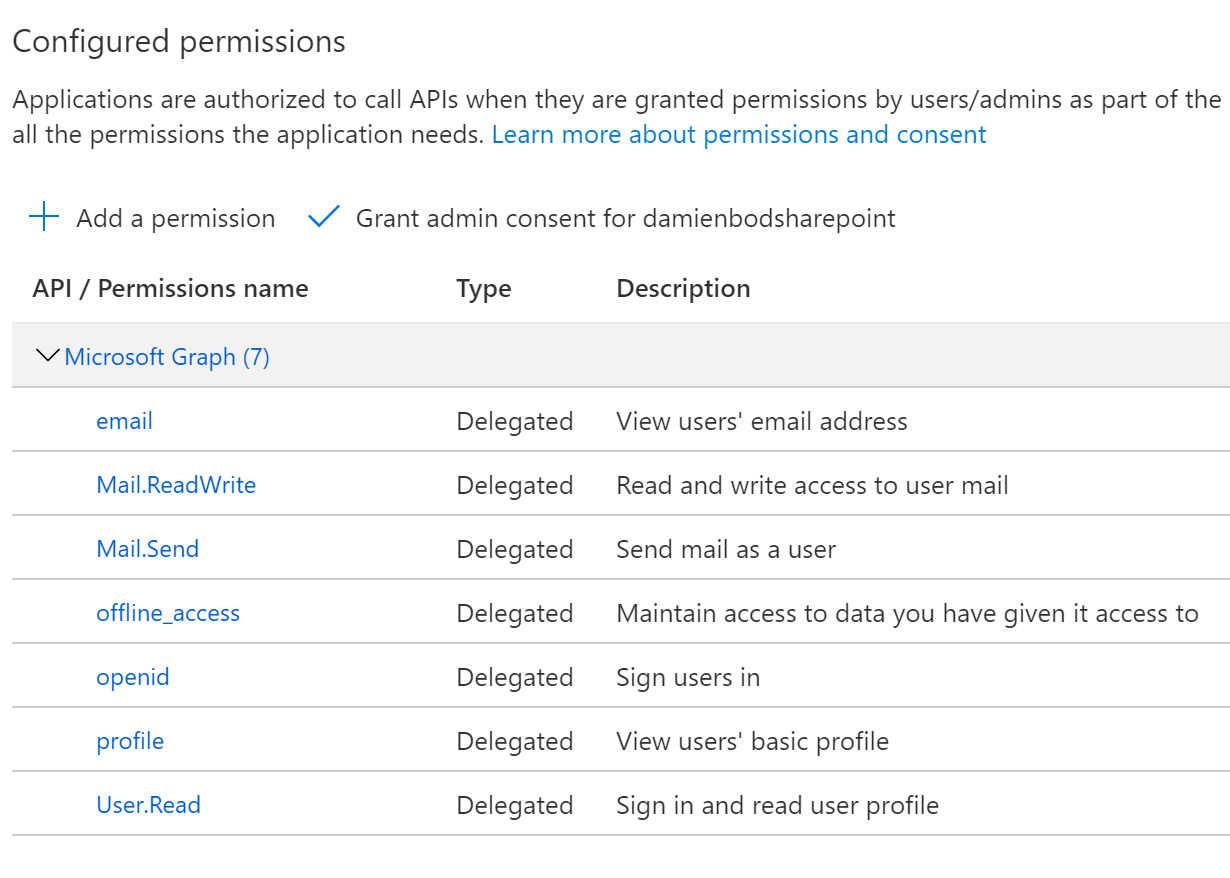 Configured permissions
Applications are authorized to call APIs when they are granted permissions by users/admins as part of the
all the permissions the application needs. Learn more about permissions and consent
Add a permission Grant admin consent for damienbodsharepoint
API / Permissions name Type Description
Microsoft Graph (7)
email Delegated View users' email address
Mail.ReadWrite Delegated Read and write access to user mail
Mail.Send Delegated Send mail as a user
offline_access Delegated Maintain access to data you have given it access to
openid Delegated Sign users in
profile Delegated View users' basic profile
User.Read Delegated Sign in and read user profile